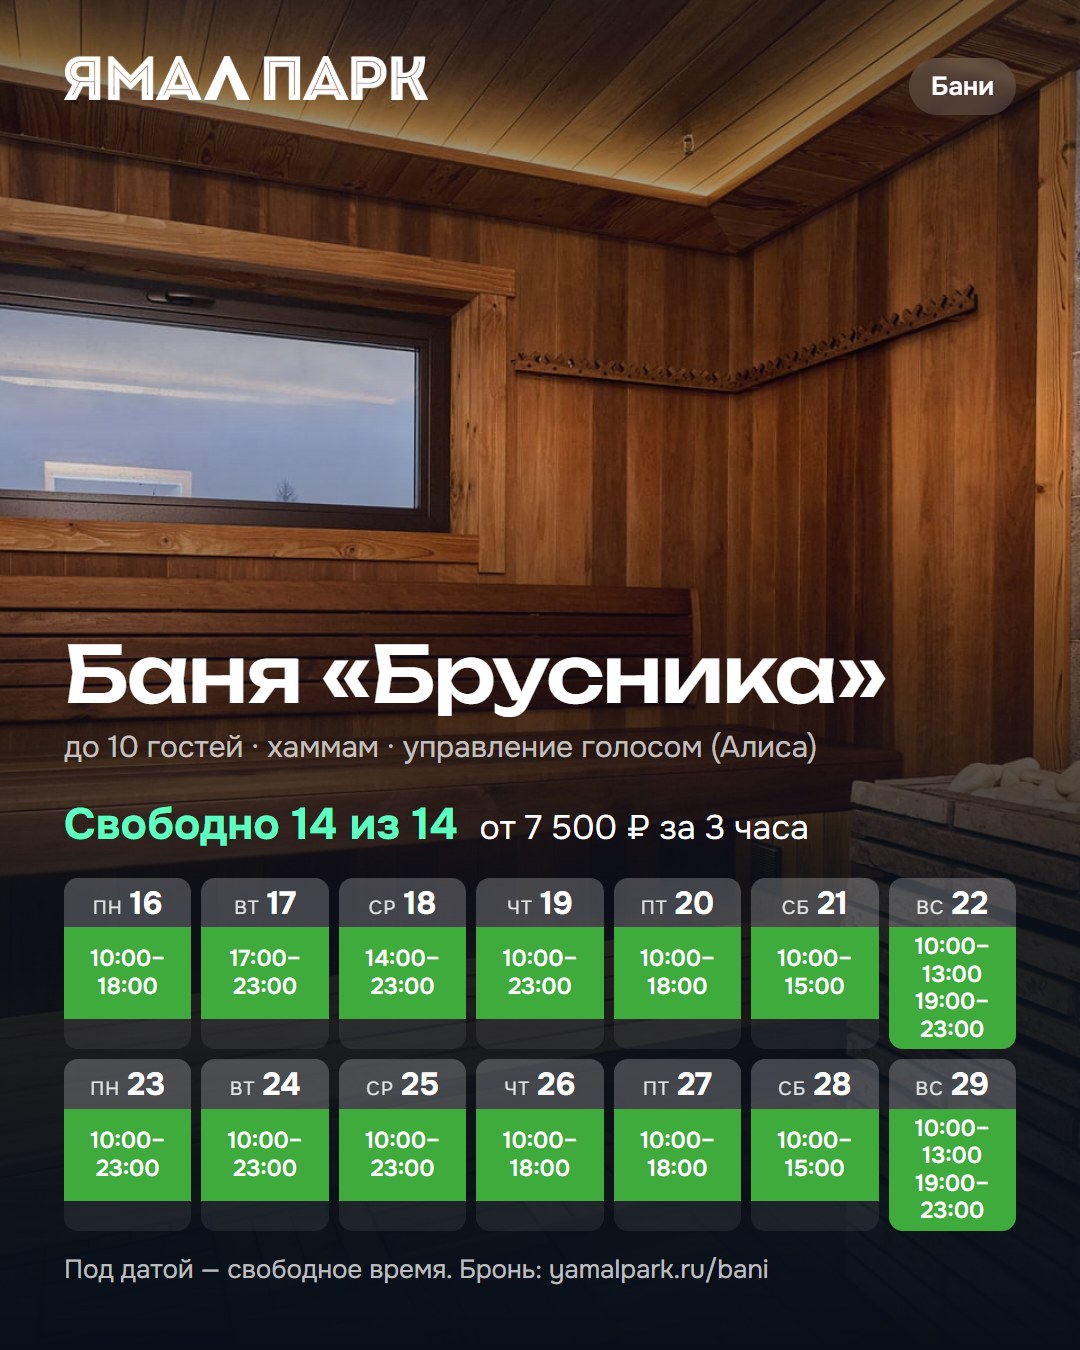 ЯМАЛ ПАРК
Бани
Баня «Брусника»
до 10 гостей · хаммам · управление голосом (Алиса)
Свободно 14 из 14 от 7 500 ₽ за 3 часа
ПН 16 ВТ 17 СР 18 ЧТ 19 ПТ 20 СБ 21 ВС 22
10:00–18:00
17:00–23:00
14:00–23:00
10:00–23:00
10:00–18:00
10:00–15:00
10:00–13:00
19:00–23:00
ПН 23 ВТ 24 СР 25 ЧТ 26 ПТ 27 СБ 28 ВС 29
10:00–23:00
10:00–23:00
10:00–23:00
10:00–18:00
10:00–18:00
10:00–15:00
10:00–13:00
19:00–23:00
Под датой — свободное время. Бронь: yamalpark.ru/bani